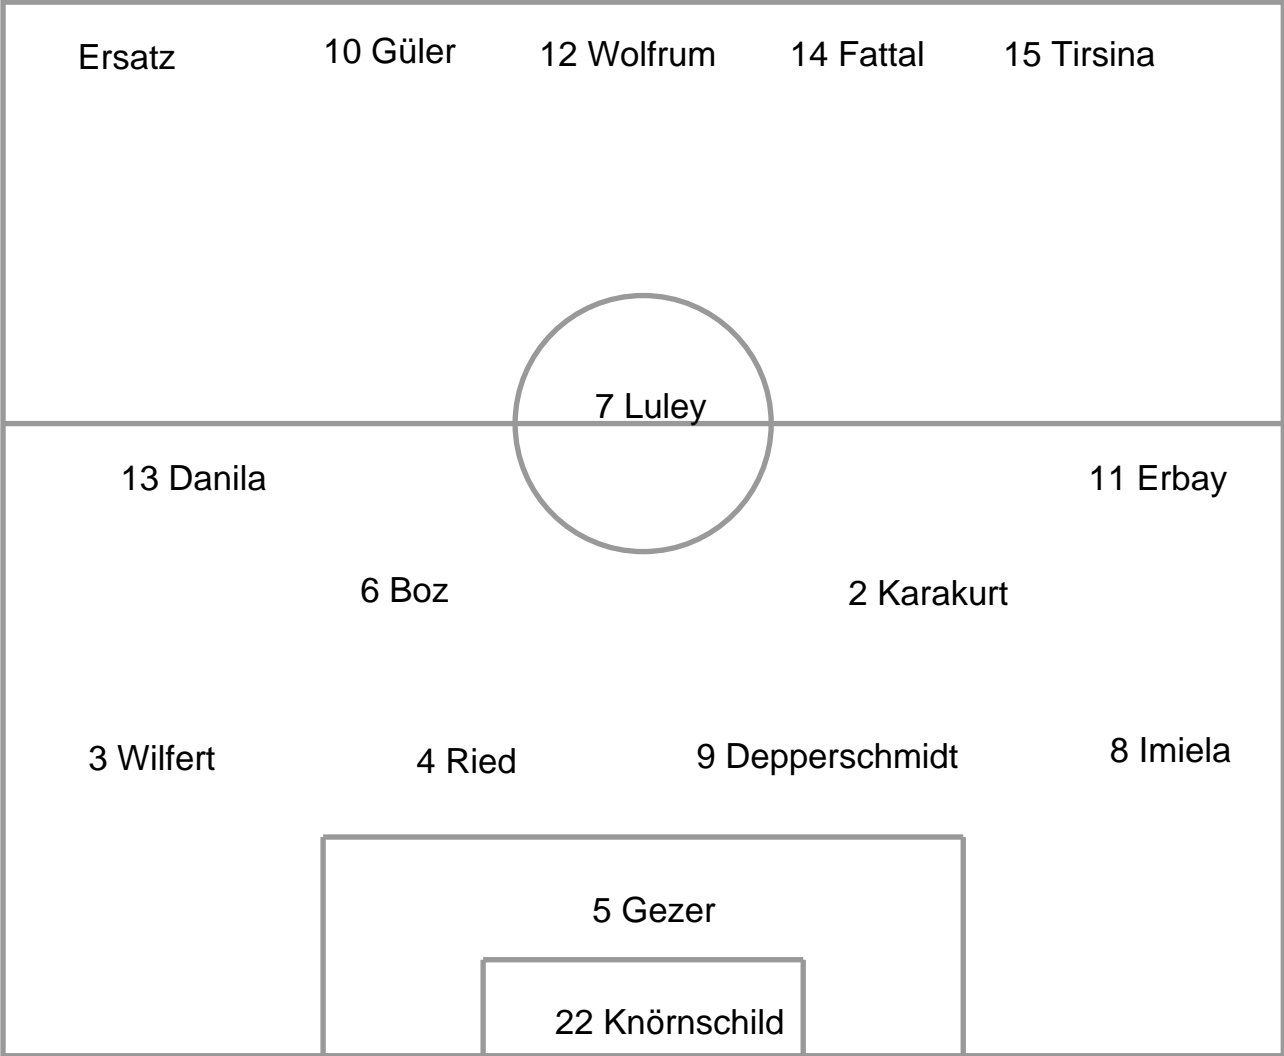 Ersatz 10 Güler 12 Wolfrum 14 Fattal 15 Tirsina
7 Luley
13 Danila 11 Erbay
6 Boz 2 Karakurt
3 Wilfert 4 Ried 9 Depperschmidt 8 Imiela
5 Gezer
22 Knörnschild